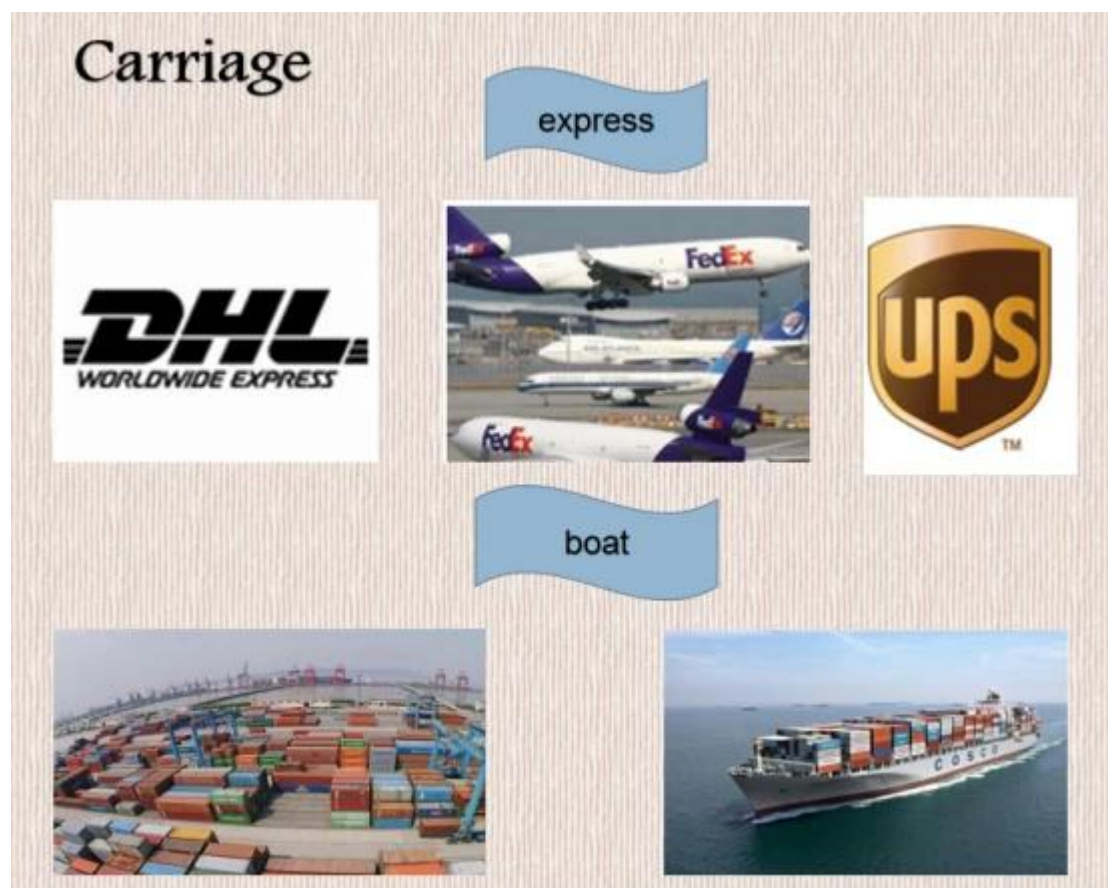 Carriage
express
DHL
WORLDWIDE EXPRESS
FedEx
FedEx
ups
TM
boat
COSCO